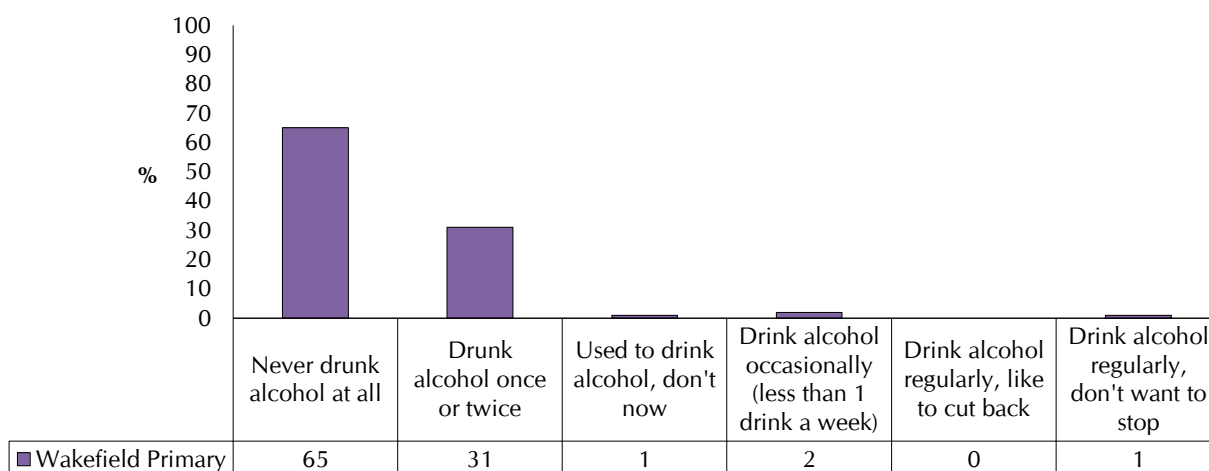 100
90
80
70
60
50
40
30
20
10
0
%
Never drunk
alcohol at all
Drunk
alcohol once
or twice
Used to drink
alcohol, don't
now
Drink alcohol
occasionally
(less than 1
drink a week)
Drink alcohol
regularly, like
to cut back
Drink alcohol
regularly,
don't want to
stop
Wakefield Primary 65 31 1 2 0 1